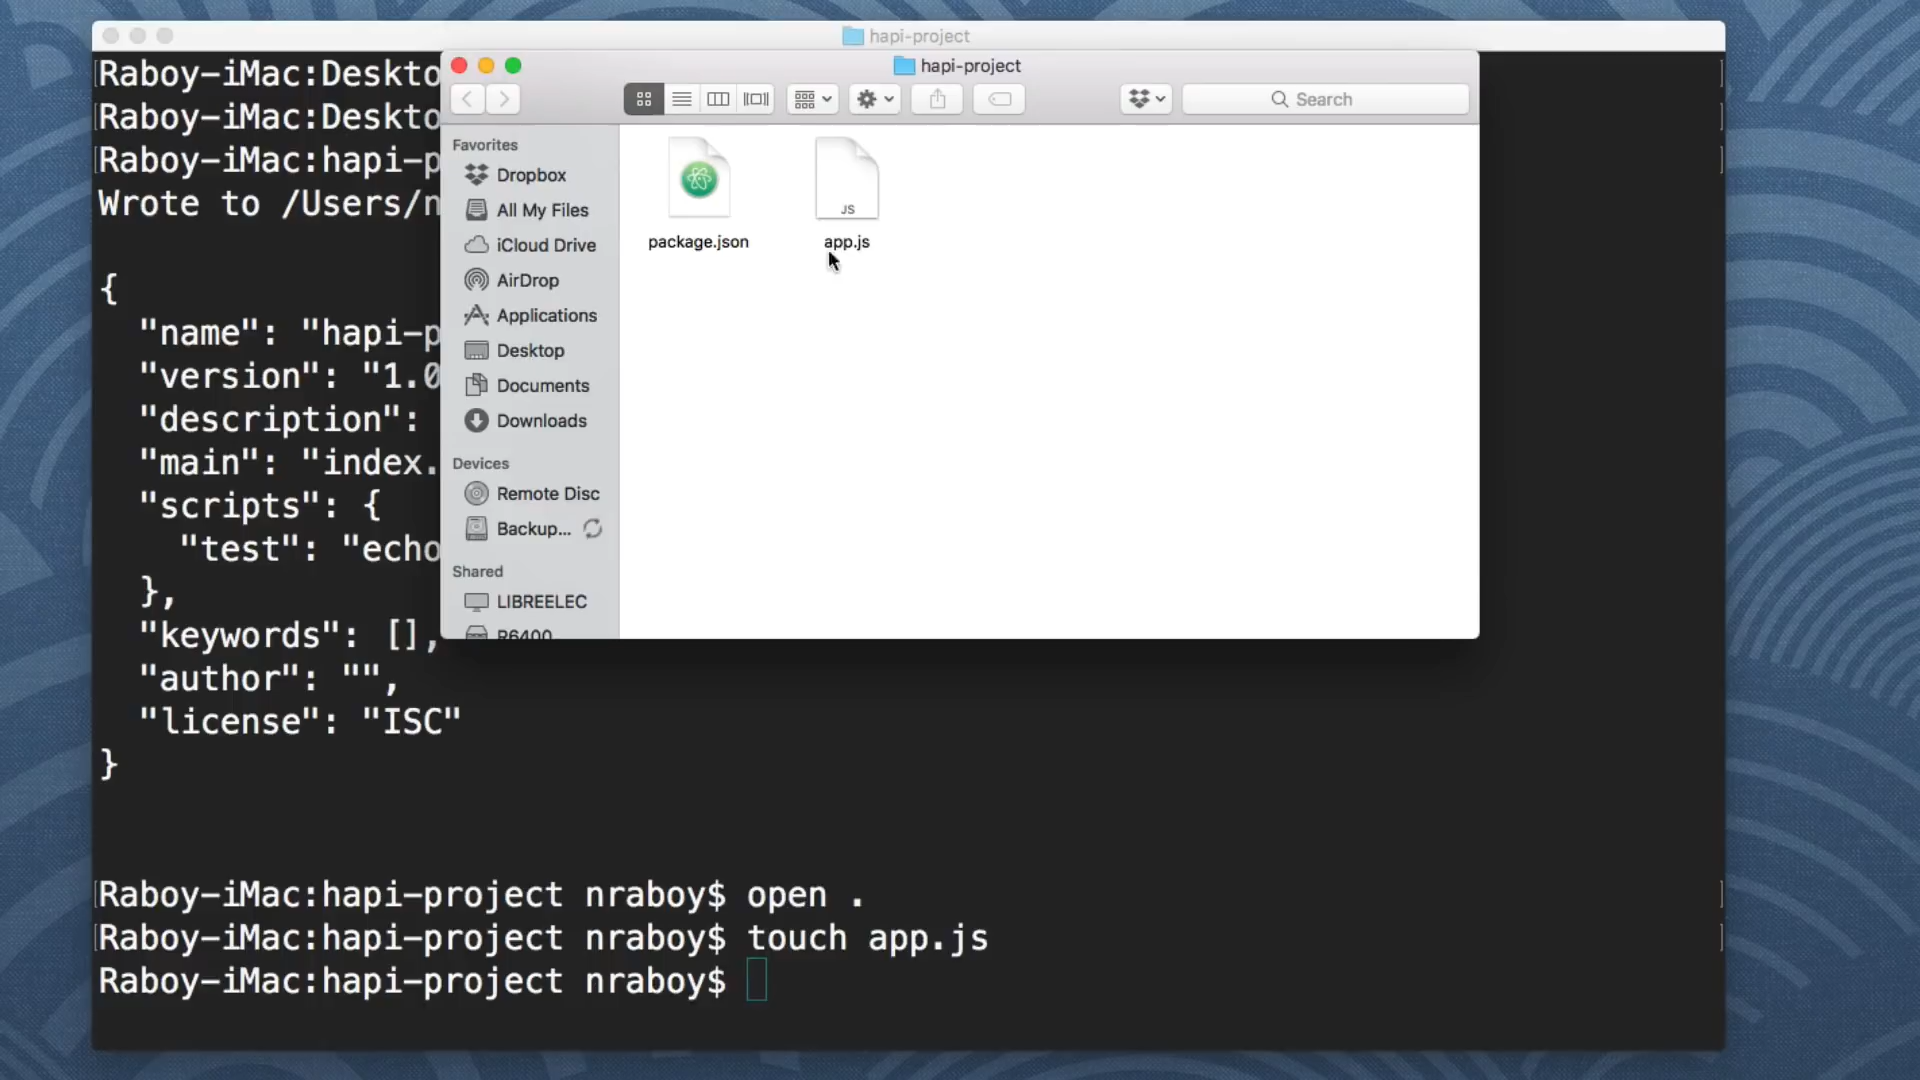 hapi-project
Raboy-iMac:Deskto
Raboy-iMac:Deskto
Raboy-iMac:hapi-p
Wrote to /Users/n
{
"name": "hapi-p
"version": "1.0
"description":
"main": "index.
"scripts": {
"test": "echo
},
"keywords": [],
"author": "",
"license": "ISC"
}
Raboy-iMac:hapi-project nraboy$ open .
Raboy-iMac:hapi-project nraboy$ touch app.js
Raboy-iMac:hapi-project nraboy$
hapi-project
Search
Favorites
Dropbox
All My Files
iCloud Drive
AirDrop
Applications
Desktop
Documents
Downloads
Devices
Remote Disc
Backup...
Shared
LIBREELEC
R6400
JS
package.json
app.js